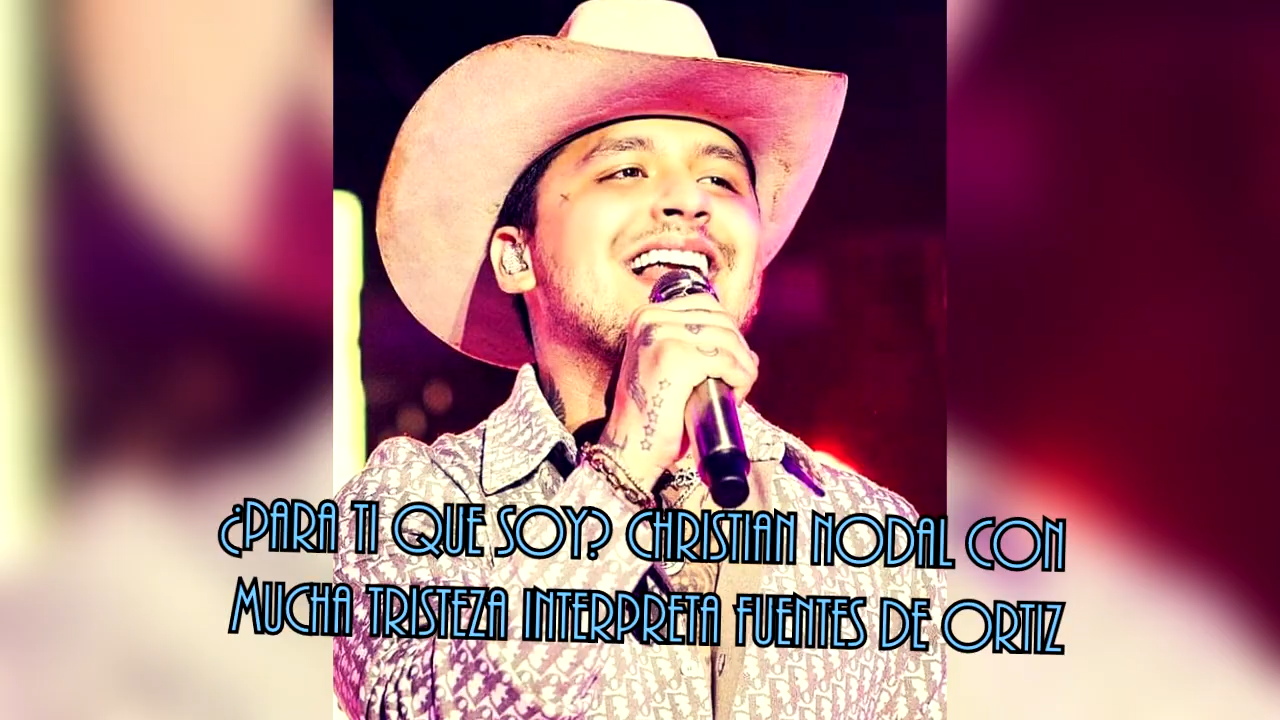 ¿PARA TI QUE SOY? CHRISTIAN NODAL CON
MUCHA TRISTEZA INTERPRETA FUENTES DE ORTIZ